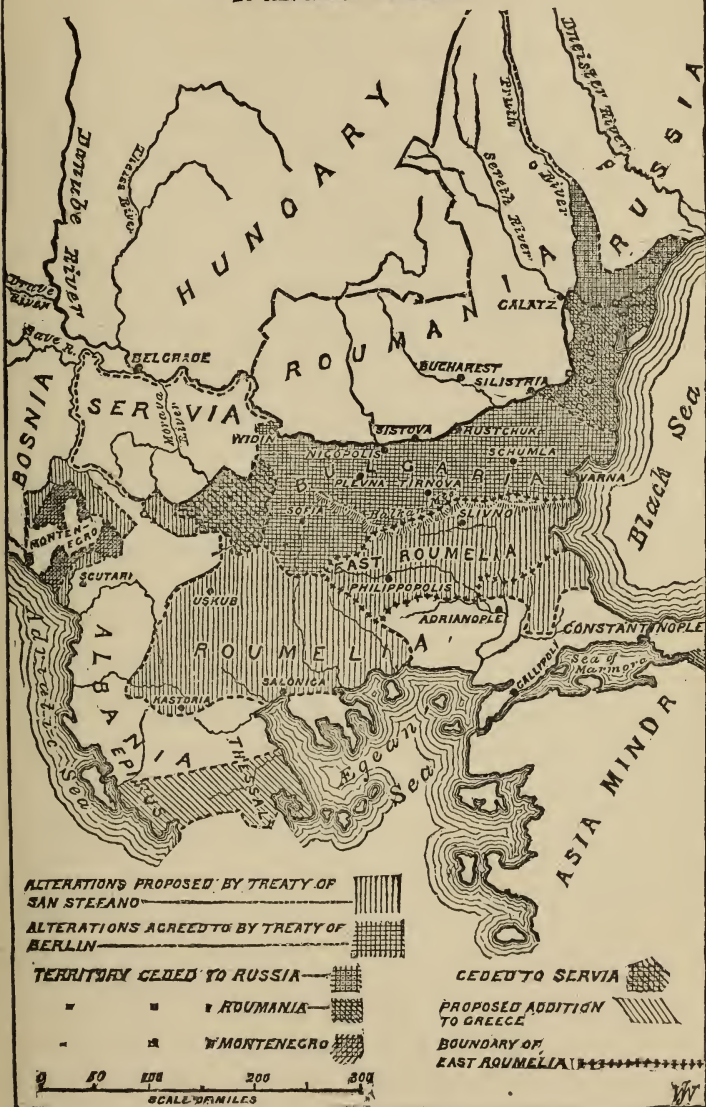 Dneister River
RUSSIA
Pruth River
Sereth River
Danube River
Theiss River
HUNGARY
Drave River
Save R.
BELGRADE
ROUMANIA
GALATZ
BUCHAREST
SILISTRIA
BOSNIA
SERVIA
Morava River
WIDIN
SISTOVA
RUSTCHUK
NICOPOLIS
SCHUMLA
BULGARIA
PLEVNA
TIRNOVA
VARNA
Black Sea
SOFIA
Balkan
SLIVNO
MONTENEGRO
EAST ROUMELIA
PHILIPPOPOLIS
SCUTARI
USKUB
ADRIANOPLE
ROUMELIA
CONSTANTNOPLE
Adriatic Sea
ALBANIA
SALONICA
GALLIPOLI
Sea of Marmora
KASTORIA
EPIRUS
THESSALY
Ægean Sea
ASIA MINOR
ALTERATIONS PROPOSED BY TREATY OF
SAN STEFANO
ALTERATIONS AGREED TO BY TREATY OF
BERLIN
TERRITORY CEDED TO RUSSIA
" " " ROUMANIA
" " " MONTENEGRO
CEDED TO SERVIA
PROPOSED ADDITION
TO GREECE
BOUNDARY OF
EAST ROUMELIA
0 50 100 200 300
SCALE OF MILES